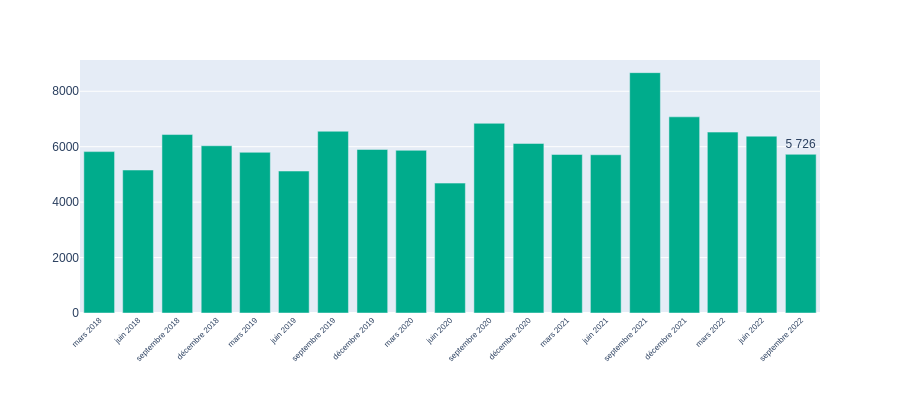 8000
6000
4000
2000
0
5 726
mars 2018
juin 2018
septembre 2018
décembre 2018
mars 2019
juin 2019
septembre 2019
décembre 2019
mars 2020
juin 2020
septembre 2020
décembre 2020
mars 2021
juin 2021
septembre 2021
décembre 2021
mars 2022
juin 2022
septembre 2022